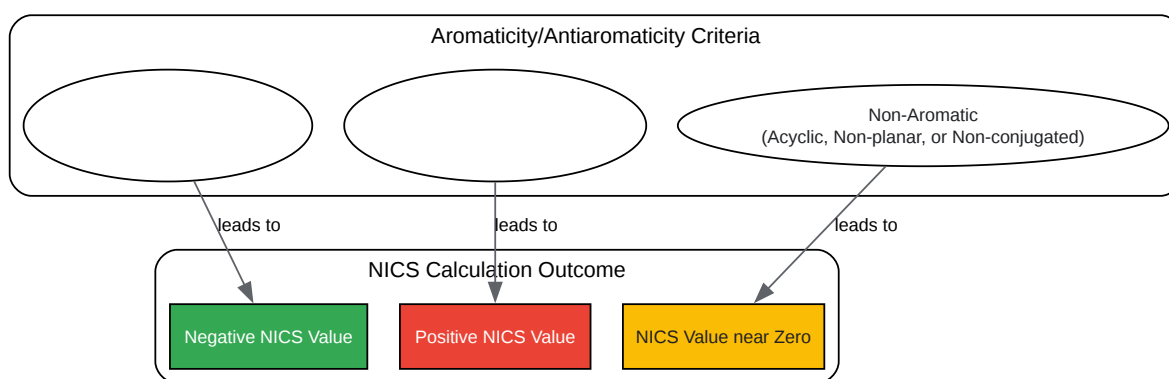 Aromaticity/Antiaromaticity Criteria
Non-Aromatic
(Acyclic, Non-planar, or Non-conjugated)
leads to
leads to
leads to
NICS Calculation Outcome
Negative NICS Value
Positive NICS Value
NICS Value near Zero